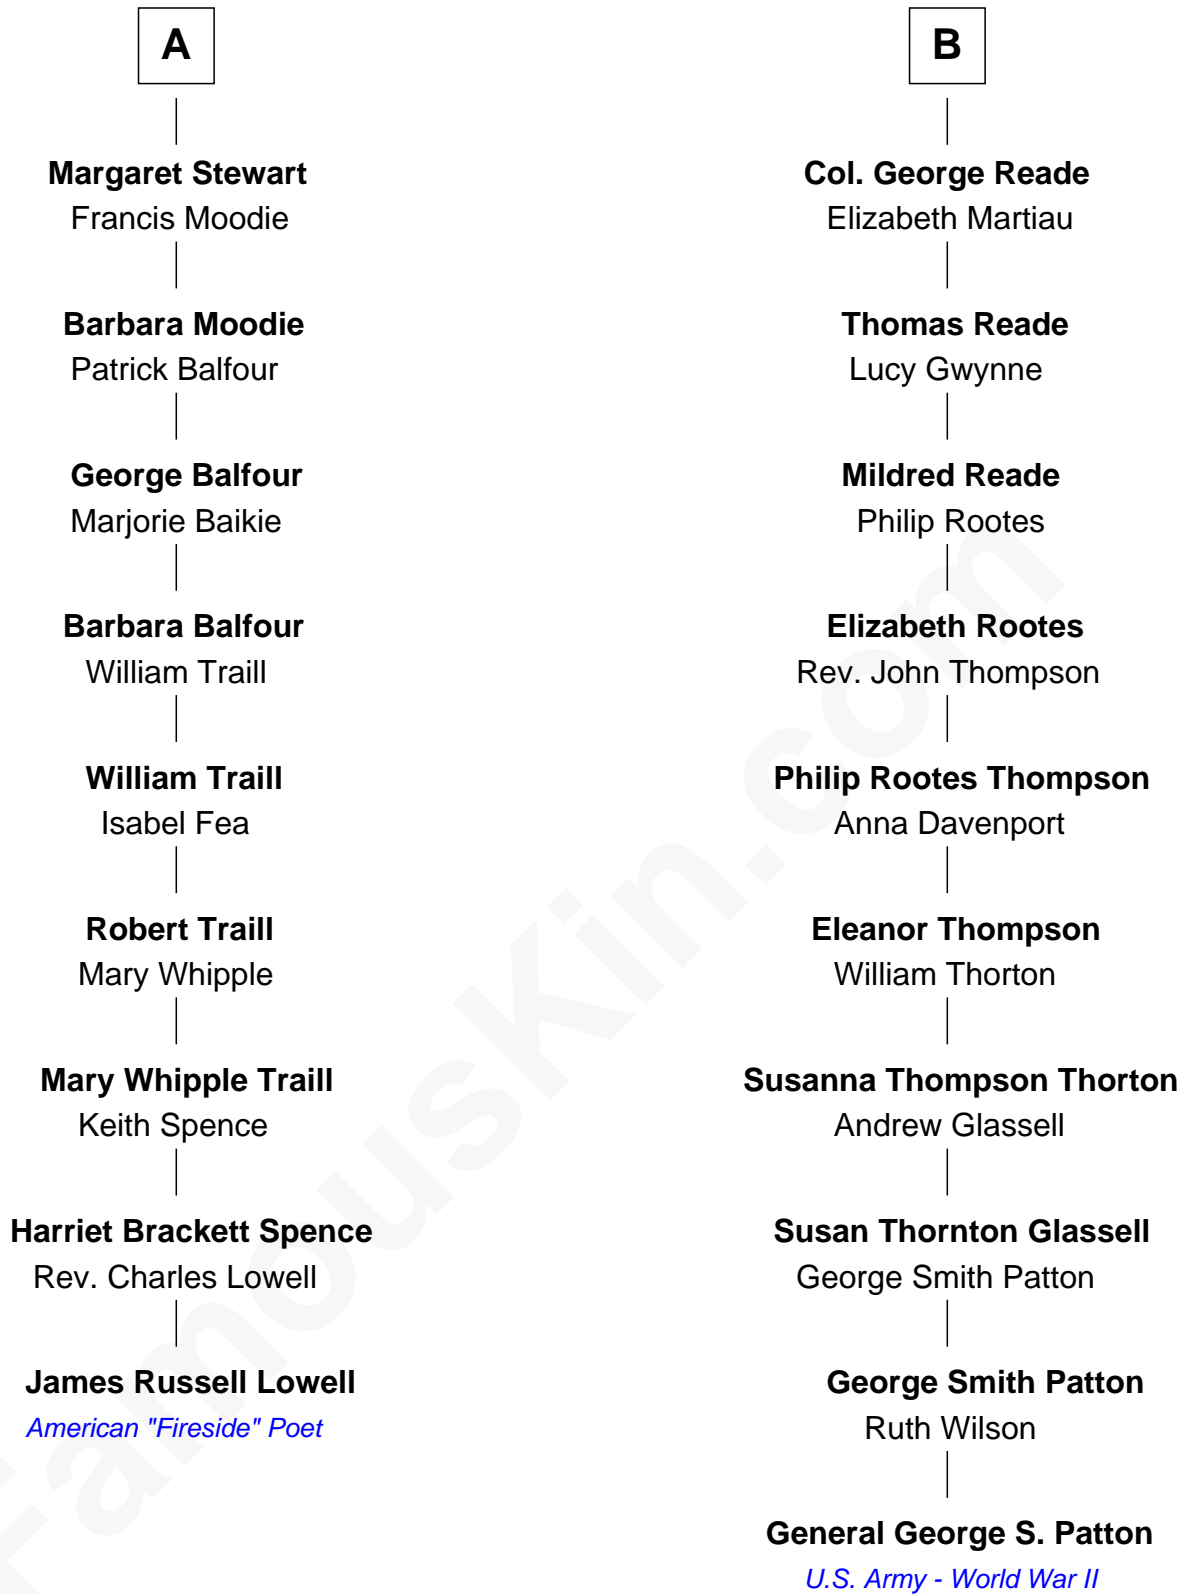 A
Margaret Stewart
Francis Moodie
Barbara Moodie
Patrick Balfour
George Balfour
Marjorie Baikie
Barbara Balfour
William Traill
William Traill
Isabel Fea
Robert Traill
Mary Whipple
Mary Whipple Traill
Keith Spence
Harriet Brackett Spence
Rev. Charles Lowell
James Russell Lowell
American "Fireside" Poet
B
Col. George Reade
Elizabeth Martiau
Thomas Reade
Lucy Gwynne
Mildred Reade
Philip Rootes
Elizabeth Rootes
Rev. John Thompson
Philip Rootes Thompson
Anna Davenport
Eleanor Thompson
William Thorton
Susanna Thompson Thorton
Andrew Glassell
Susan Thornton Glassell
George Smith Patton
George Smith Patton
Ruth Wilson
General George S. Patton
U.S. Army - World War II
FamousKin.com